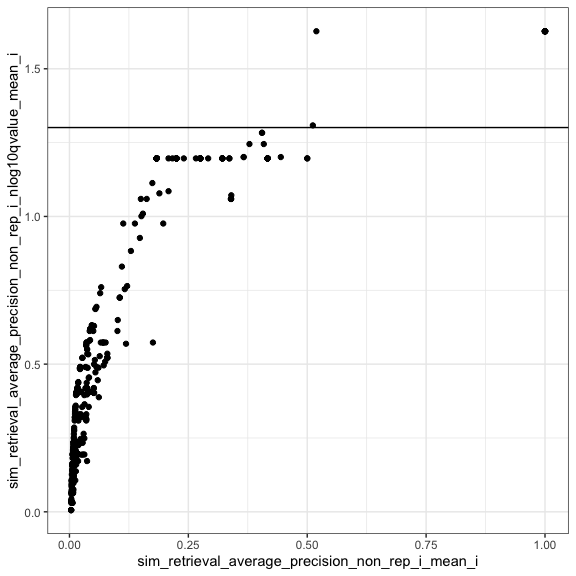 sim_retrieval_average_precision_non_rep_i_nlog10qvalue_mean_i
1.5
1.0
0.5
0.0
0.00 0.25 0.50 0.75 1.00
sim_retrieval_average_precision_non_rep_i_mean_i